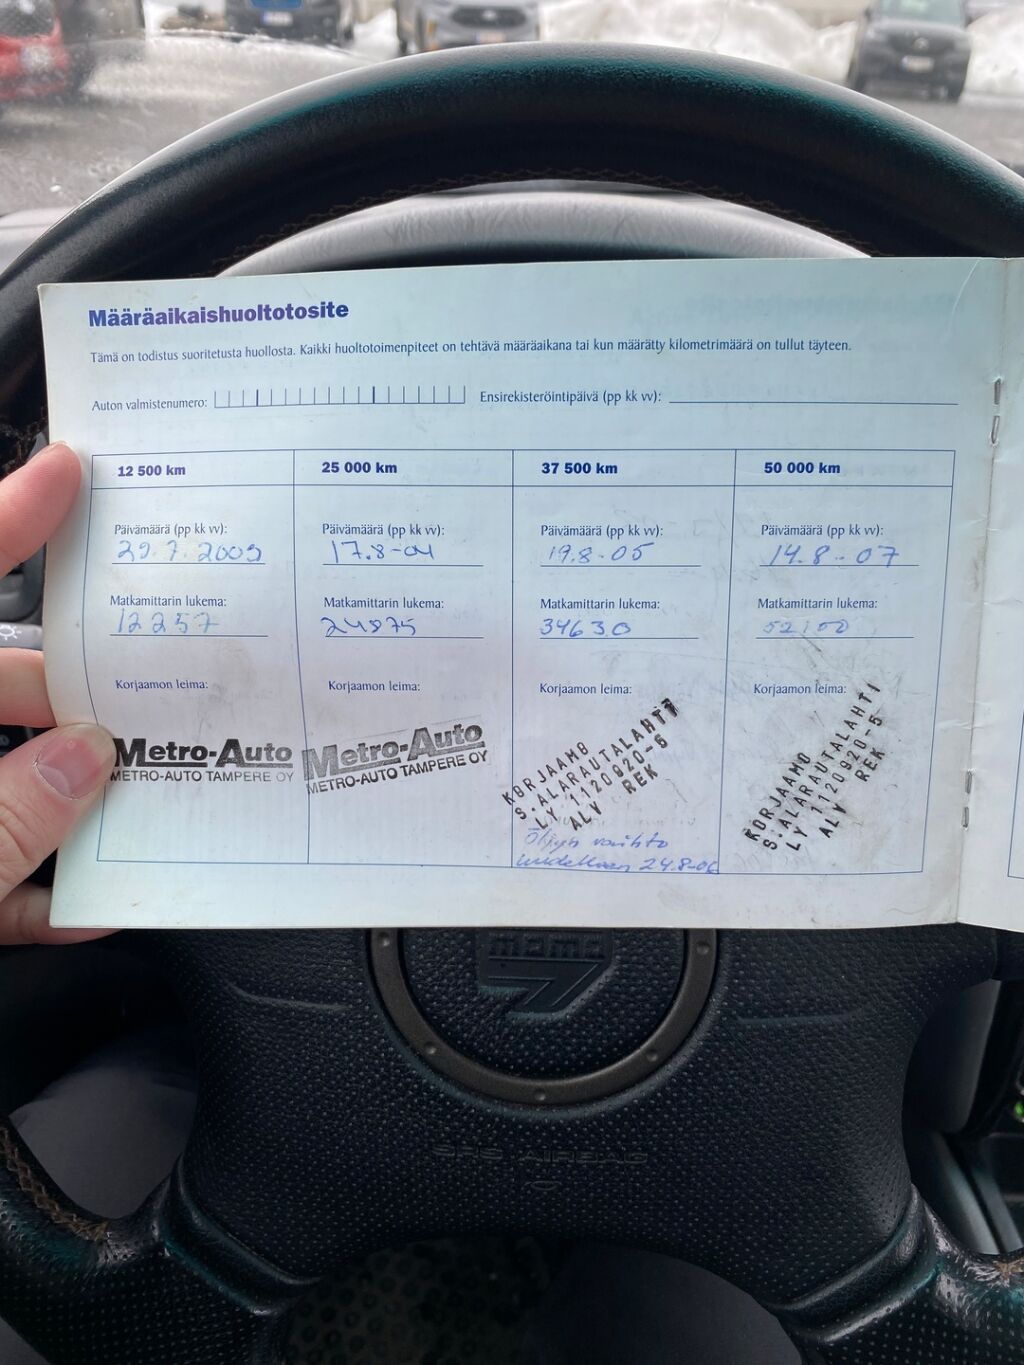 Määräaikaishuoltotosite
Tämä on todistus suoritetusta huollosta. Kaikki huoltotoimenpiteet on tehtävä määräaikana tai kun määrätty kilometrimäärä on tullut täyteen.
Auton valmistenumero: Ensirekisteröintipäivä (pp kk vv):
12 500 km
Päivämäärä (pp kk vv):
29.7.2003
Matkamittarin lukema:
12257
Korjaamon leima:
Metro-Auto
METRO-AUTO TAMPERE OY
25 000 km
Päivämäärä (pp kk vv):
17.8-04
Matkamittarin lukema:
24875
Korjaamon leima:
Metro-Auto
METRO-AUTO TAMPERE OY
37 500 km
Päivämäärä (pp kk vv):
19.8-05
Matkamittarin lukema:
34630
Korjaamon leima:
KORJAAMO
S.ALARAUTALAHTI
LY 1120920-5
ALV REK
Öljyn vaihto
uudelleen 24.8-06
50 000 km
Päivämäärä (pp kk vv):
14.8-07
Matkamittarin lukema:
52100
Korjaamon leima:
KORJAAMO
S.ALARAUTALAHTI
LY 1120920-5
ALV REK
momo
SRS AIRBAG